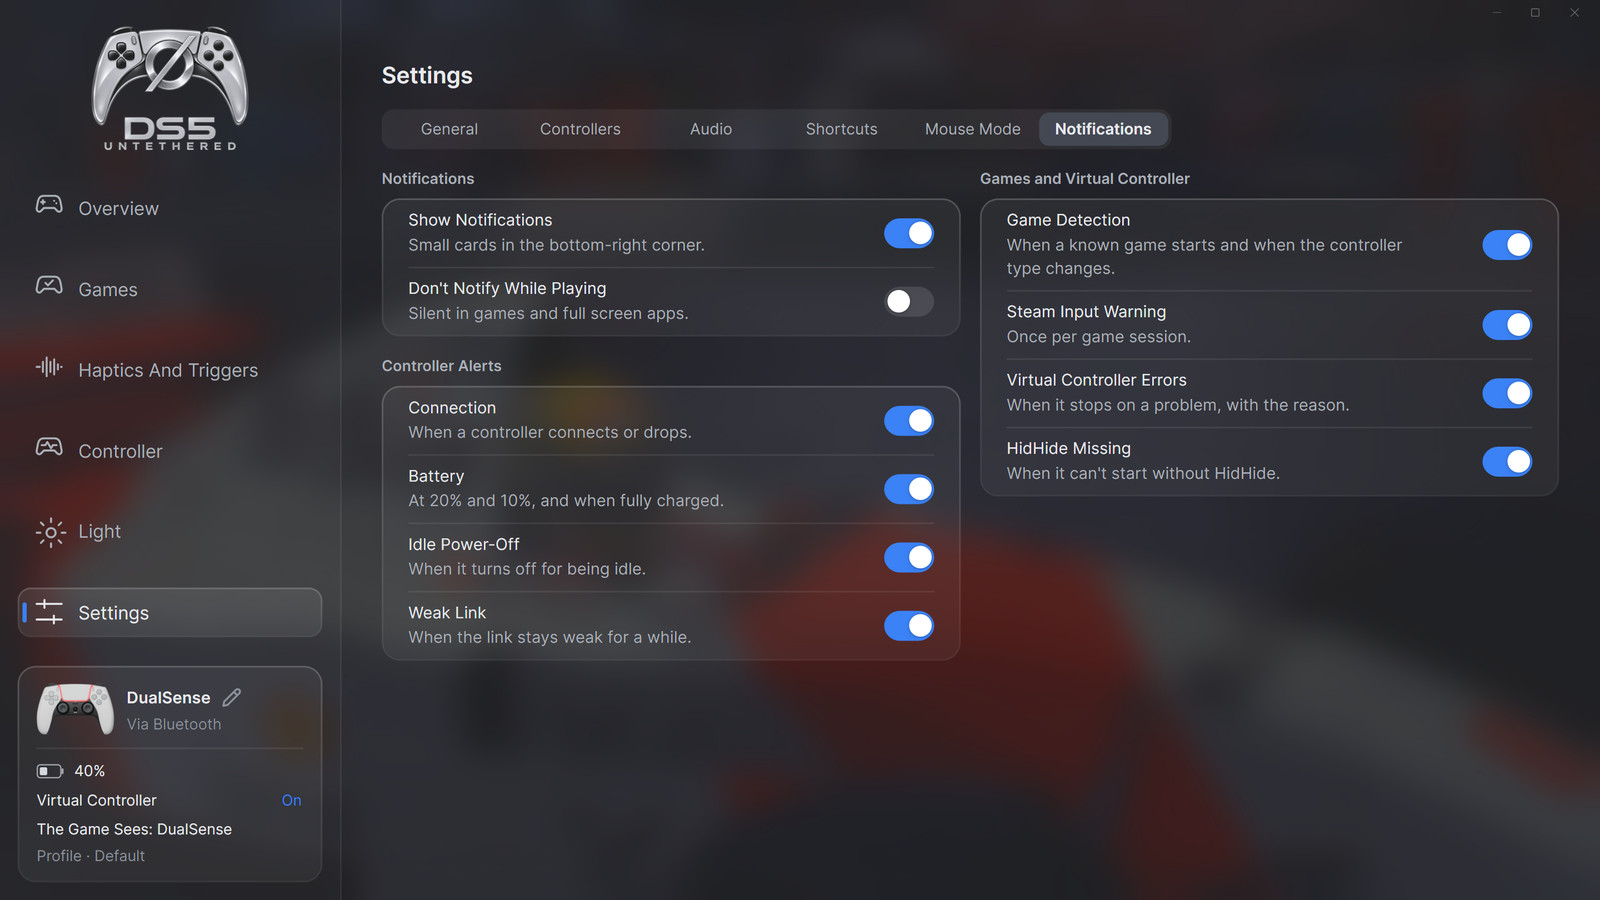 DS5
UNTETHERED
Overview
Games
Haptics And Triggers
Controller
Light
Settings
DualSense
Via Bluetooth
40%
Virtual Controller On
The Game Sees: DualSense
Profile · Default
Settings
General Controllers Audio Shortcuts Mouse Mode Notifications
Notifications
Show Notifications
Small cards in the bottom-right corner.
Don't Notify While Playing
Silent in games and full screen apps.
Controller Alerts
Connection
When a controller connects or drops.
Battery
At 20% and 10%, and when fully charged.
Idle Power-Off
When it turns off for being idle.
Weak Link
When the link stays weak for a while.
Games and Virtual Controller
Game Detection
When a known game starts and when the controller
type changes.
Steam Input Warning
Once per game session.
Virtual Controller Errors
When it stops on a problem, with the reason.
HidHide Missing
When it can't start without HidHide.